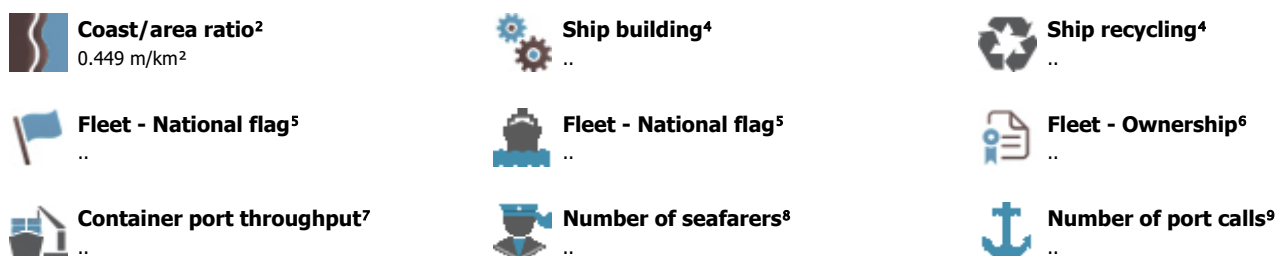 Coast/area ratio²
0.449 m/km²
Ship building⁴
..
Ship recycling⁴
..
Fleet - National flag⁵
..
Fleet - National flag⁵
..
Fleet - Ownership⁶
..
Container port throughput⁷
..
Number of seafarers⁸
..
Number of port calls⁹
..